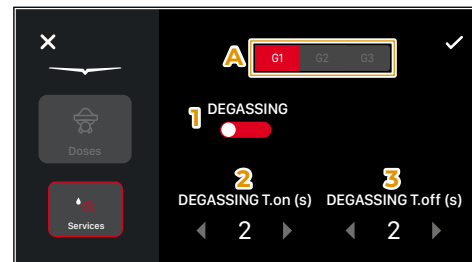 A
G1 G2 G3
1 DEGASSING
Doses
2 3
DEGASSING T.on (s) DEGASSING T.off (s)
Services
2 2